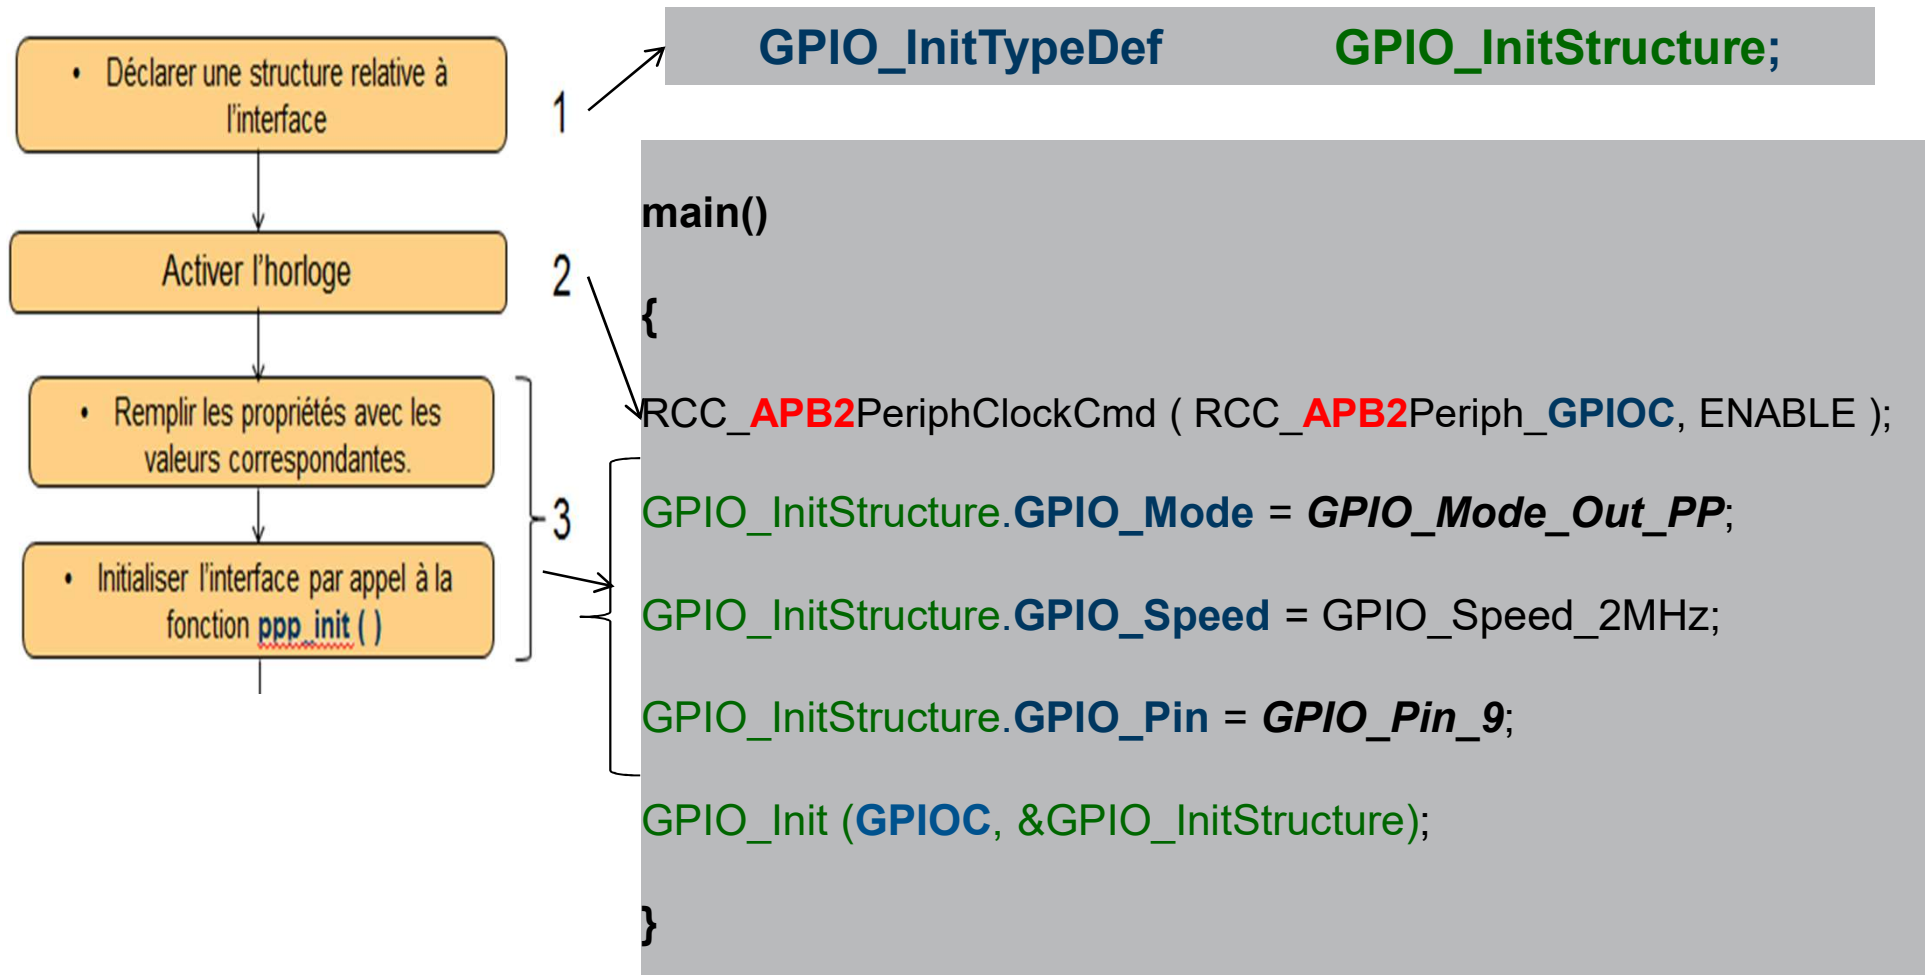 • Déclarer une structure relative à
l'interface
1
GPIO_InitTypeDef GPIO_InitStructure;
Activer l'horloge
2
• Remplir les propriétés avec les
valeurs correspondantes.
• Initialiser l'interface par appel à la
fonction ppp_init ( )
3
main()
{
RCC_APB2PeriphClockCmd ( RCC_APB2Periph_GPIOC, ENABLE );
GPIO_InitStructure.GPIO_Mode = GPIO_Mode_Out_PP;
GPIO_InitStructure.GPIO_Speed = GPIO_Speed_2MHz;
GPIO_InitStructure.GPIO_Pin = GPIO_Pin_9;
GPIO_Init (GPIOC, &GPIO_InitStructure);
}